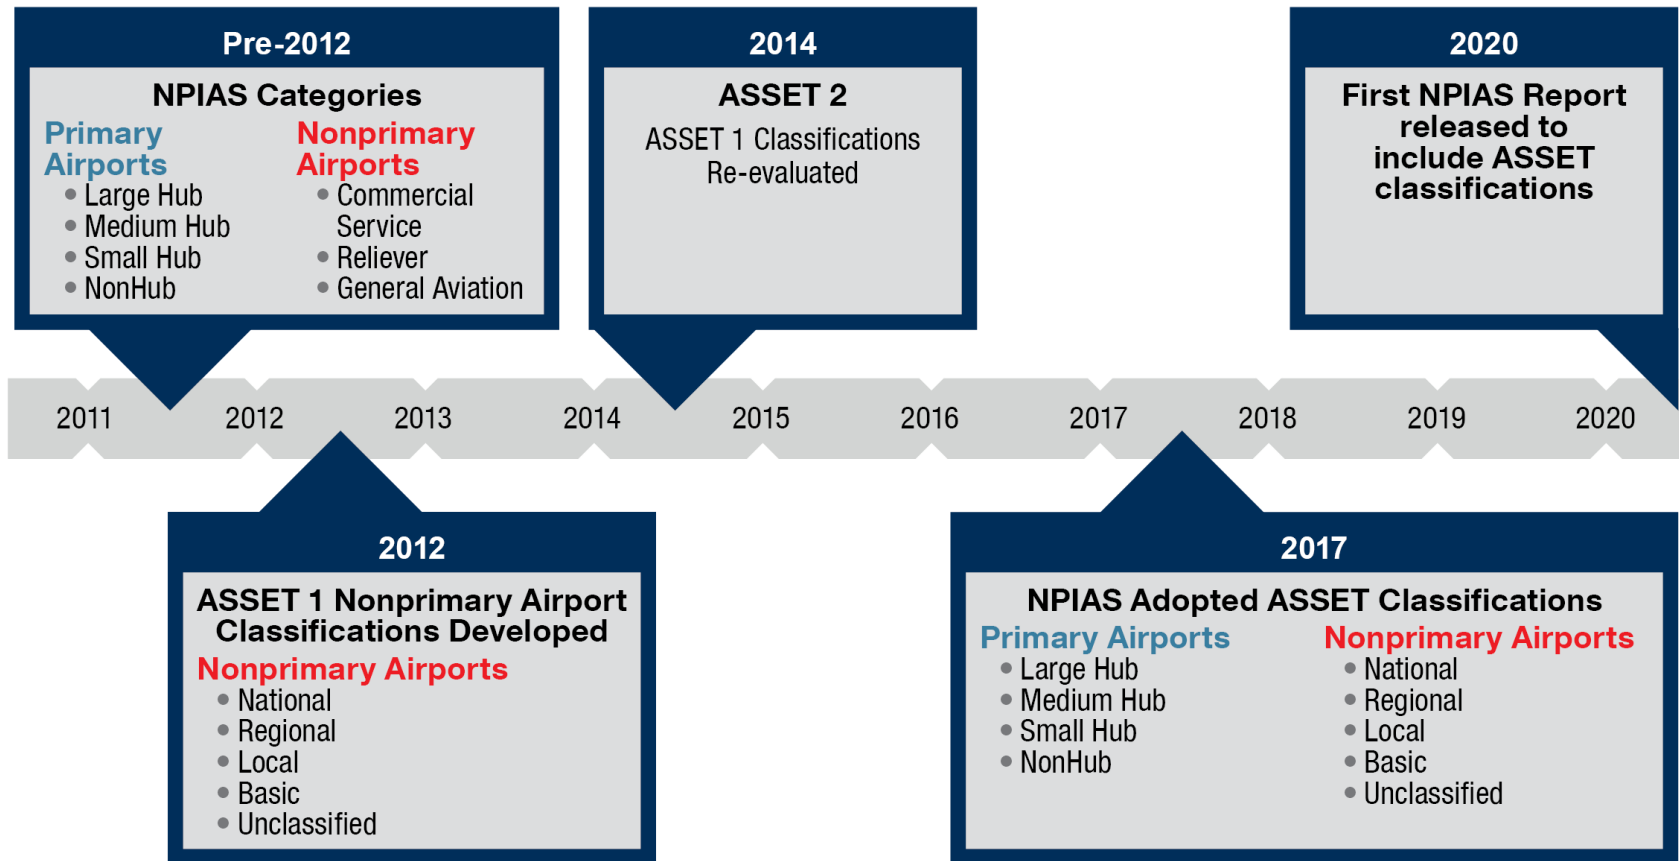 Pre-2012
NPIAS Categories
Primary
Airports
• Large Hub
• Medium Hub
• Small Hub
• NonHub
Nonprimary
Airports
• Commercial
Service
• Reliever
• General Aviation
2014
ASSET 2
ASSET 1 Classifications
Re-evaluated
2020
First NPIAS Report
released to
include ASSET
classifications
2011
2012
2013
2014
2015
2016
2017
2018
2019
2020
2012
ASSET 1 Nonprimary Airport
Classifications Developed
Nonprimary Airports
• National
• Regional
• Local
• Basic
• Unclassified
2017
NPIAS Adopted ASSET Classifications
Primary Airports
• Large Hub
• Medium Hub
• Small Hub
• NonHub
Nonprimary Airports
• National
• Regional
• Local
• Basic
• Unclassified